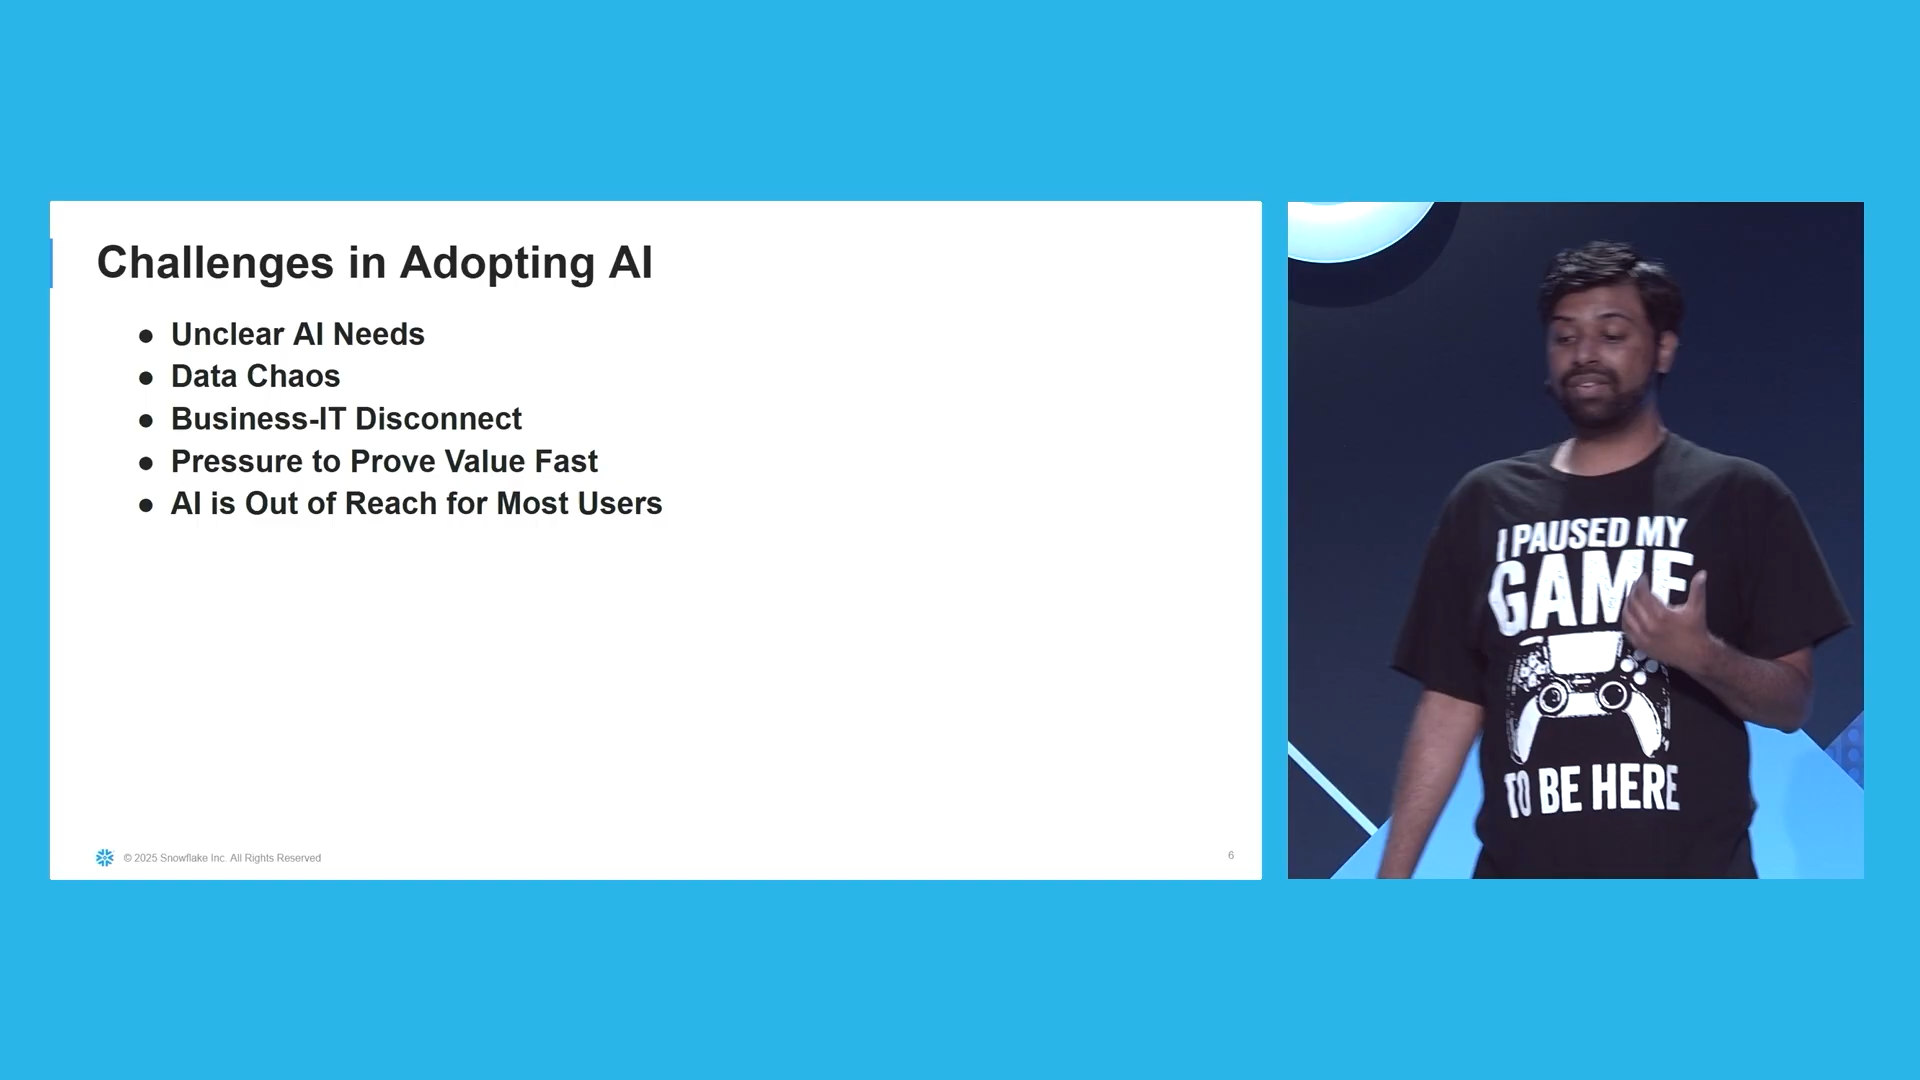 Challenges in Adopting AI
● Unclear AI Needs
● Data Chaos
● Business-IT Disconnect
● Pressure to Prove Value Fast
● AI is Out of Reach for Most Users
© 2025 Snowflake Inc. All Rights Reserved
6
I PAUSED MY
GAME
TO BE HERE